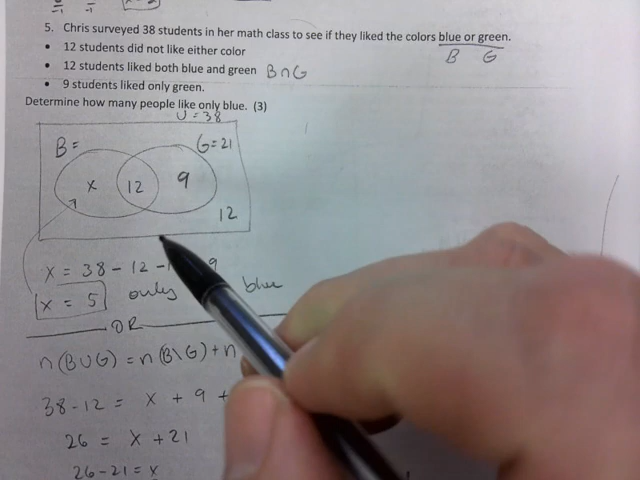 5. Chris surveyed 38 students in her math class to see if they liked the colors blue or green.
B G
• 12 students did not like either color
• 12 students liked both blue and green B∩G
• 9 students liked only green.
Determine how many people like only blue. (3)
U = 38
B = G = 21
x 12 9
12
x = 38 - 12 - 9
x = 5 only blue
OR
n(B∪G) = n(B\G) + n
38 - 12 = x + 9 +
26 = x + 21
26 - 21 = x